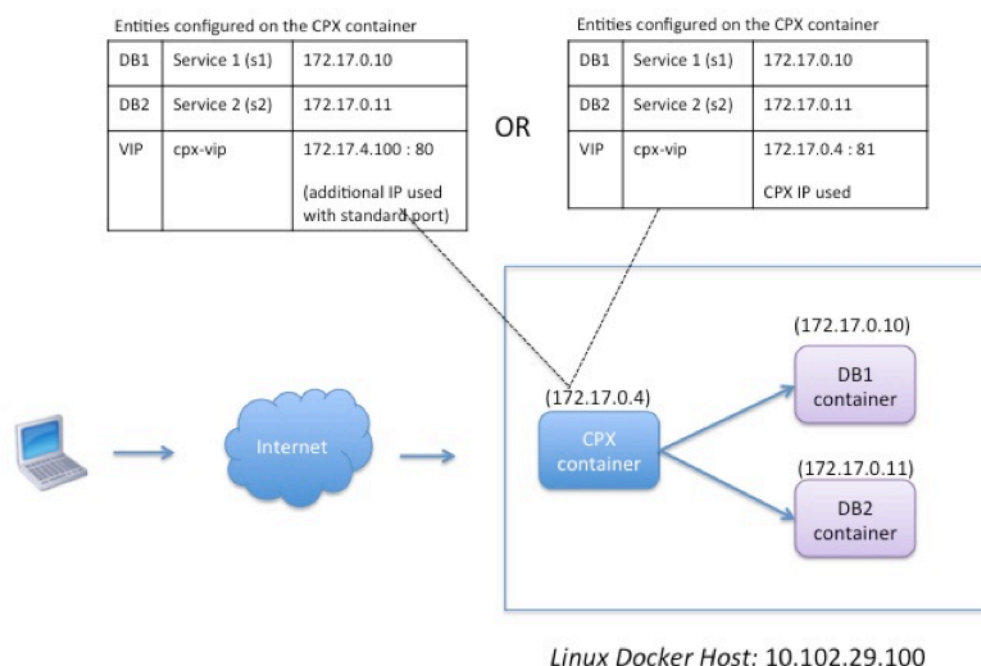 Entities configured on the CPX container
DB1 Service 1 (s1) 172.17.0.10
DB2 Service 2 (s2) 172.17.0.11
VIP cpx-vip 172.17.4.100 : 80
(additional IP used
with standard port)
OR
Entities configured on the CPX container
DB1 Service 1 (s1) 172.17.0.10
DB2 Service 2 (s2) 172.17.0.11
VIP cpx-vip 172.17.0.4 : 81
CPX IP used
Internet
(172.17.0.4)
CPX
container
(172.17.0.10)
DB1
container
(172.17.0.11)
DB2
container
Linux Docker Host: 10.102.29.100